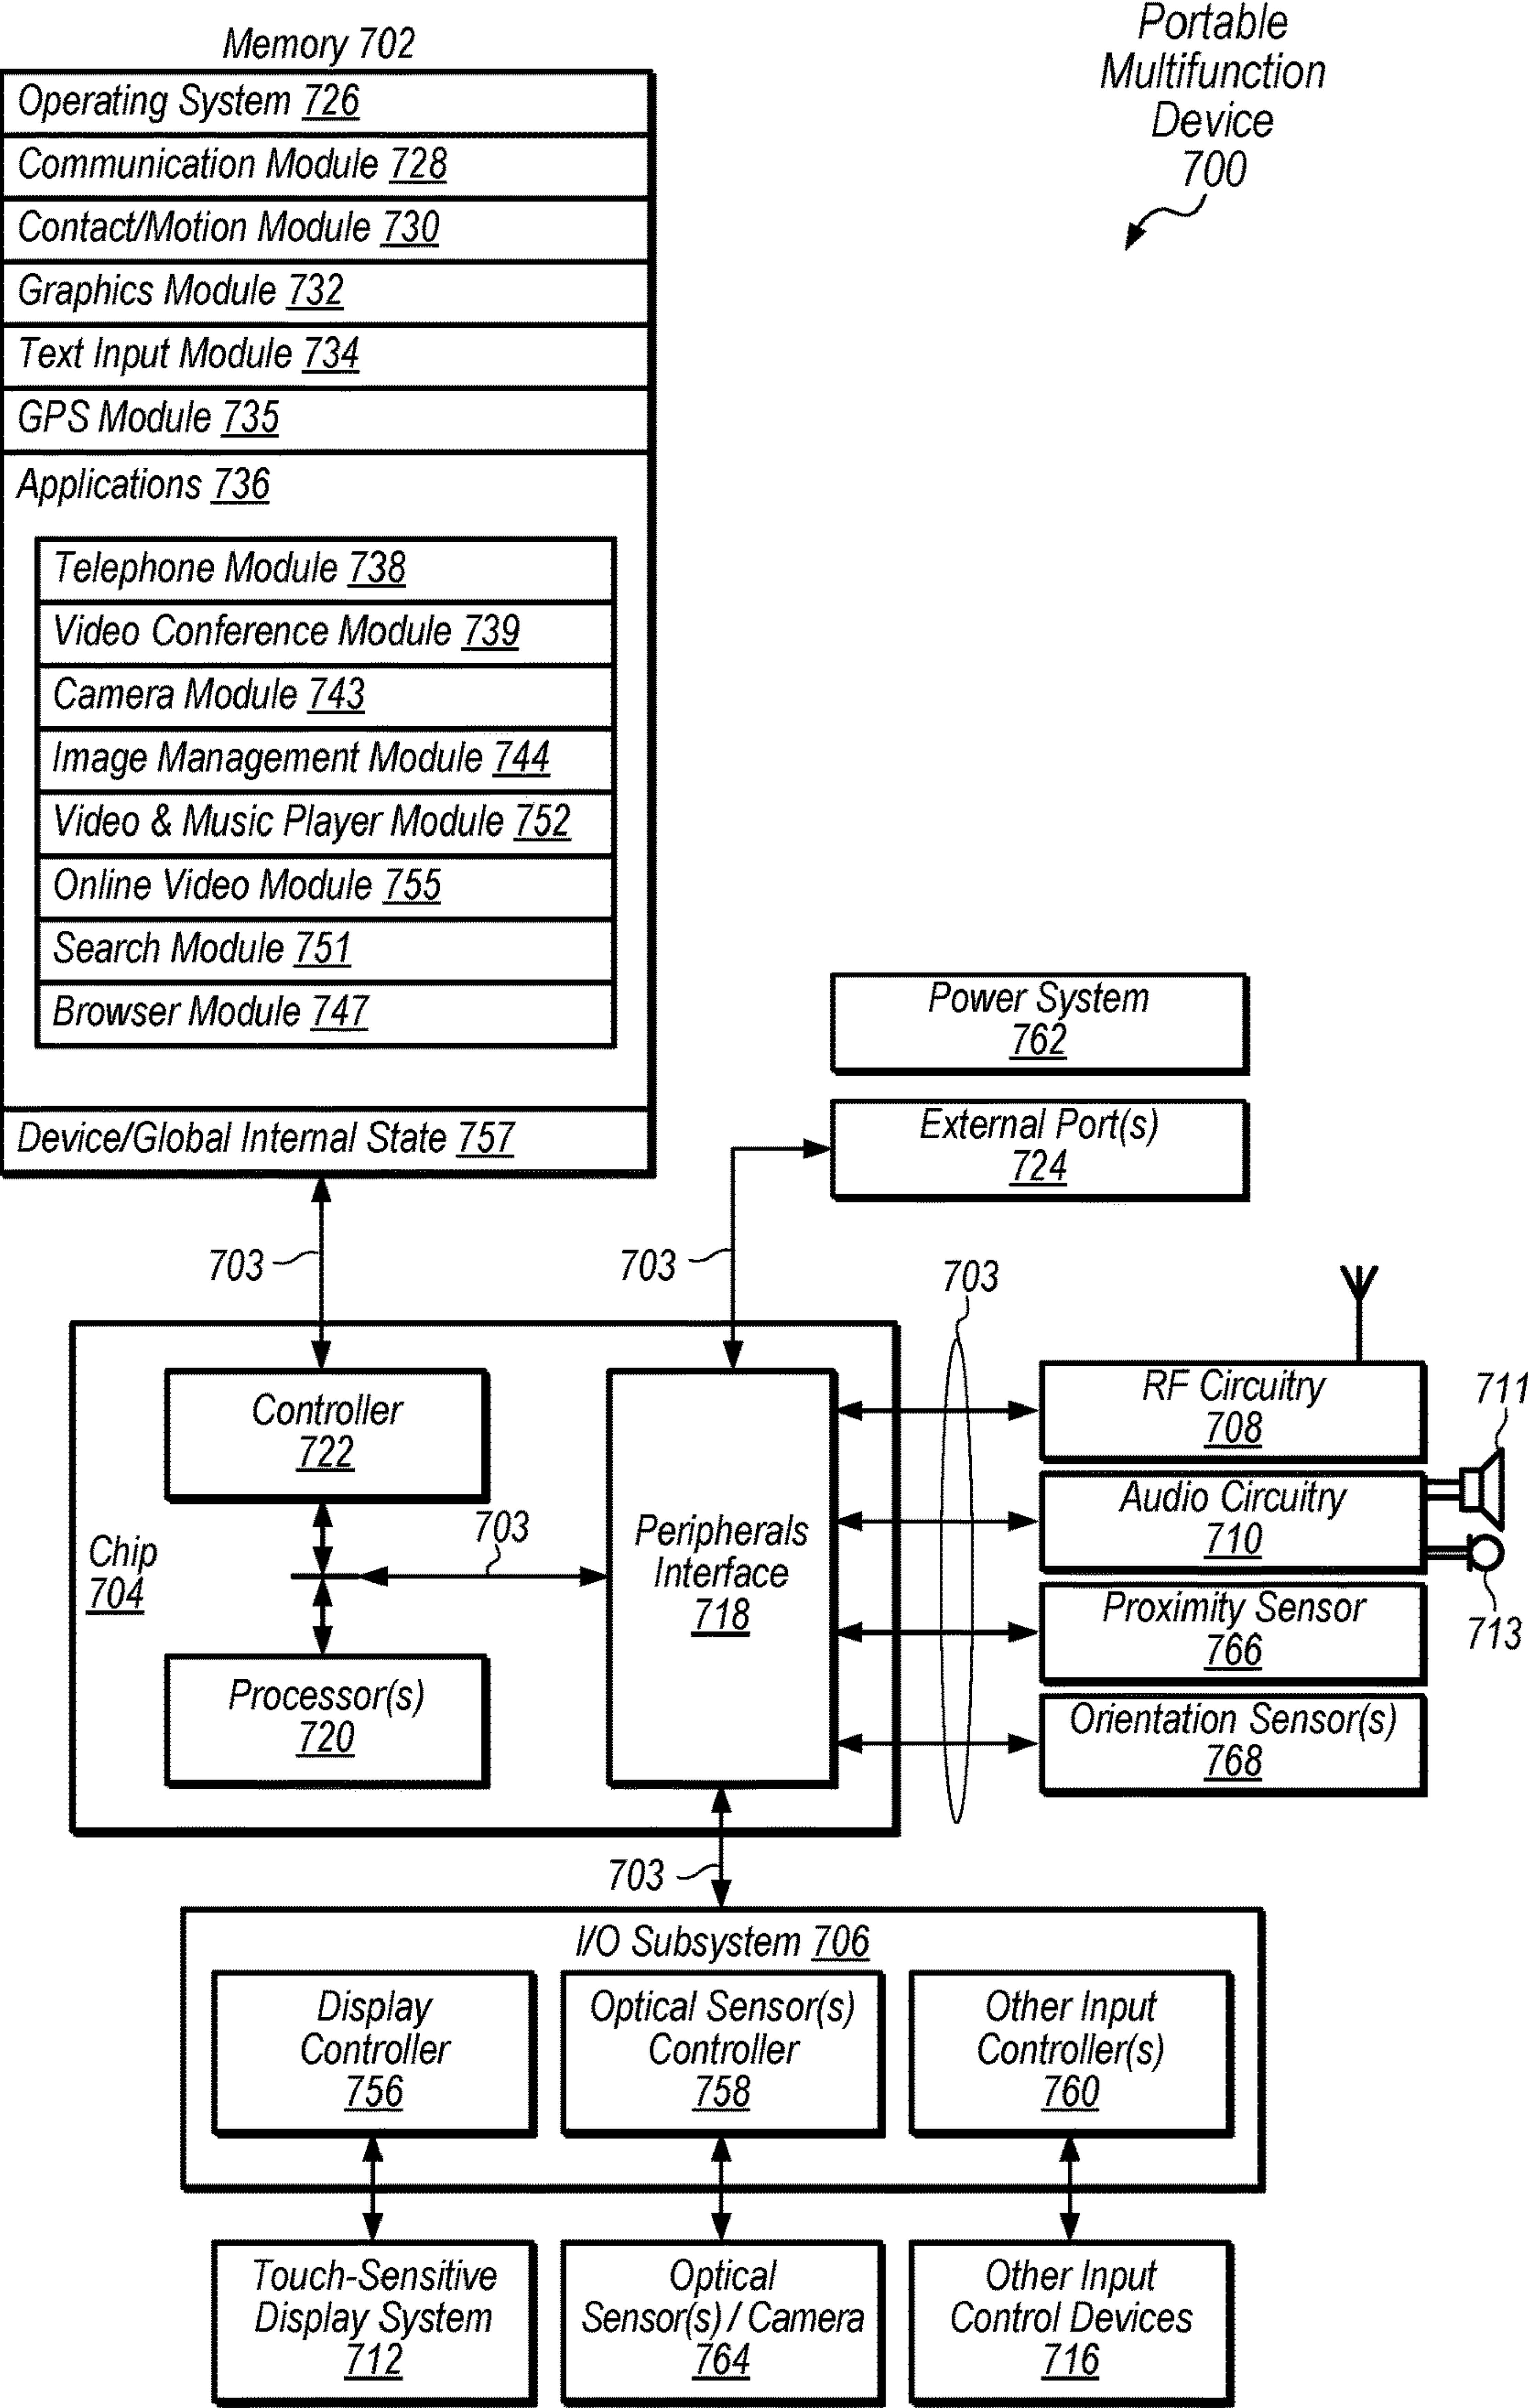 Portable
Multifunction
Device
700
Memory 702
Operating System 726
Communication Module 728
Contact/Motion Module 730
Graphics Module 732
Text Input Module 734
GPS Module 735
Applications 736
Telephone Module 738
Video Conference Module 739
Camera Module 743
Image Management Module 744
Video & Music Player Module 752
Online Video Module 755
Search Module 751
Browser Module 747
Device/Global Internal State 757
Power System
762
External Port(s)
724
703
703
703
Controller
722
703
Chip
704
Processor(s)
720
Peripherals
Interface
718
RF Circuitry
708
711
Audio Circuitry
710
713
Proximity Sensor
766
Orientation Sensor(s)
768
703
I/O Subsystem 706
Display
Controller
756
Optical Sensor(s)
Controller
758
Other Input
Controller(s)
760
Touch-Sensitive
Display System
712
Optical
Sensor(s) / Camera
764
Other Input
Control Devices
716